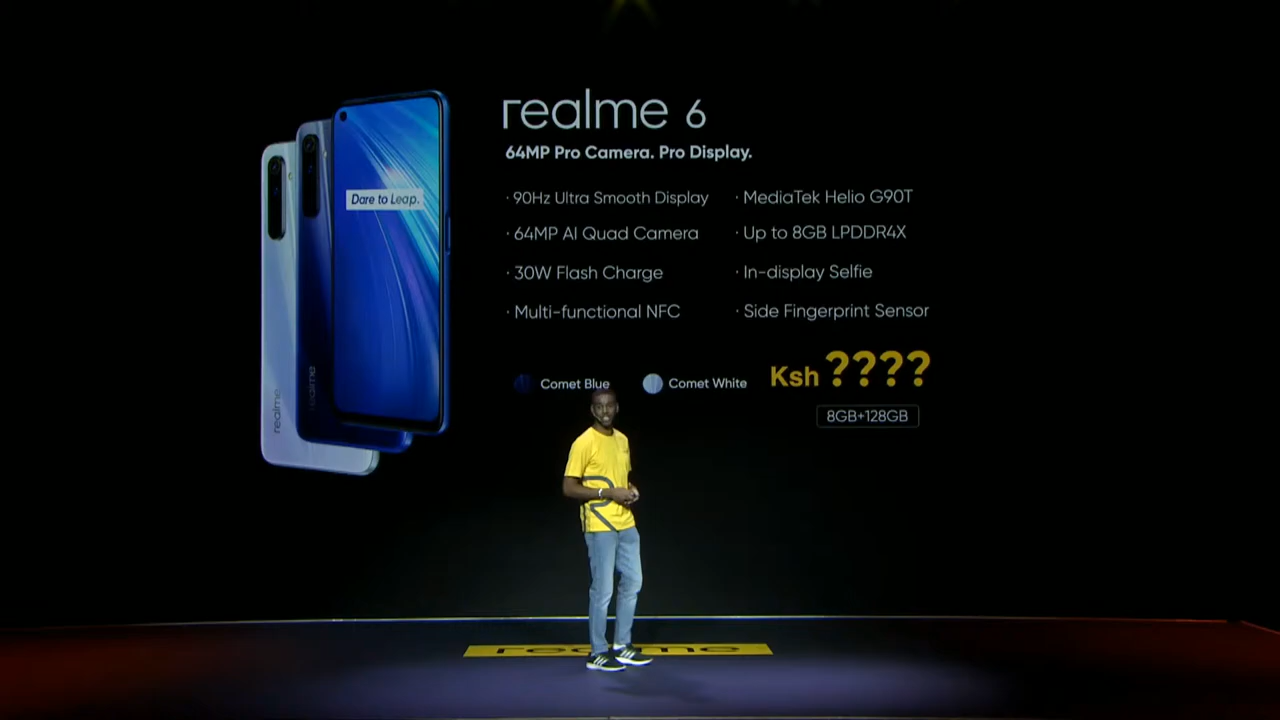 realme 6
64MP Pro Camera. Pro Display.
· 90Hz Ultra Smooth Display
· MediaTek Helio G90T
· 64MP AI Quad Camera
· Up to 8GB LPDDR4X
· 30W Flash Charge
· In-display Selfie
· Multi-functional NFC
· Side Fingerprint Sensor
Comet Blue
Comet White
Ksh ????
8GB+128GB
Dare to Leap.
realme
realme
realme